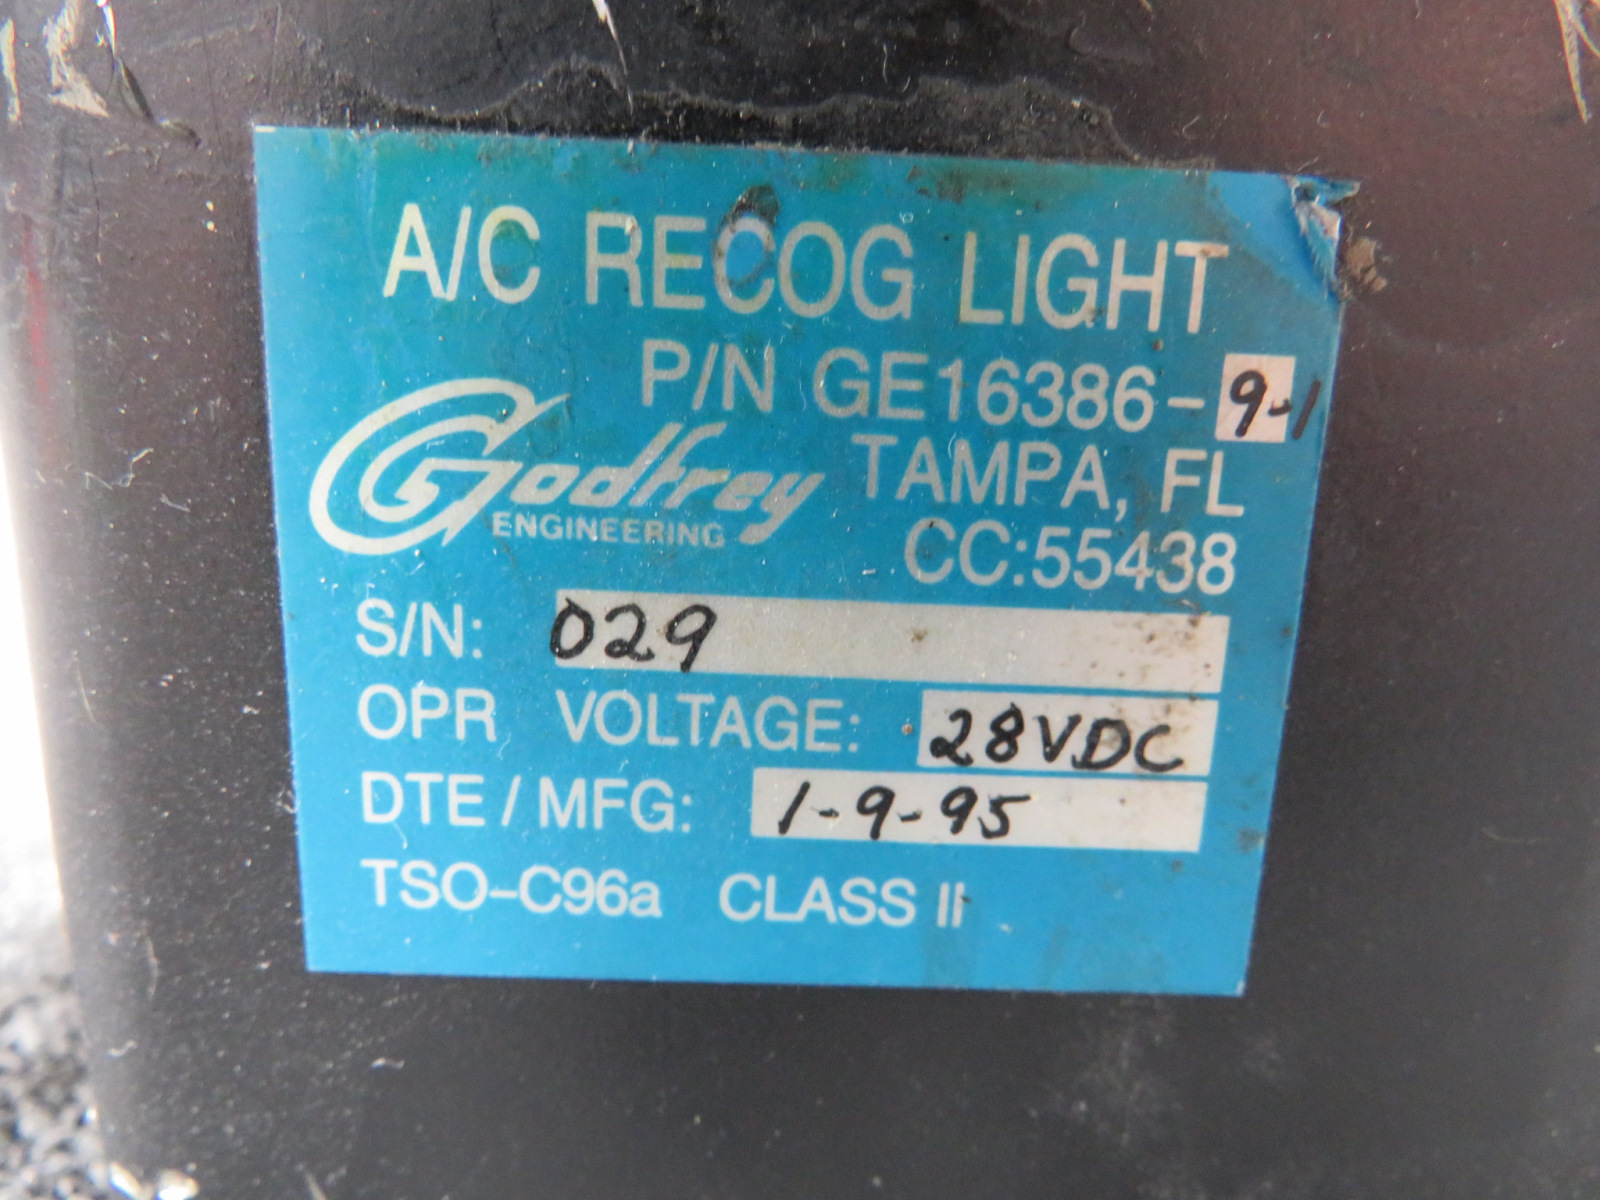 A/C RECOG LIGHT
P/N GE16386-9-1
Godfrey
ENGINEERING
TAMPA, FL
CC:55438
S/N: 029
OPR VOLTAGE: 28VDC
DTE/MFG: 1-9-95
TSO-C96a CLASS II